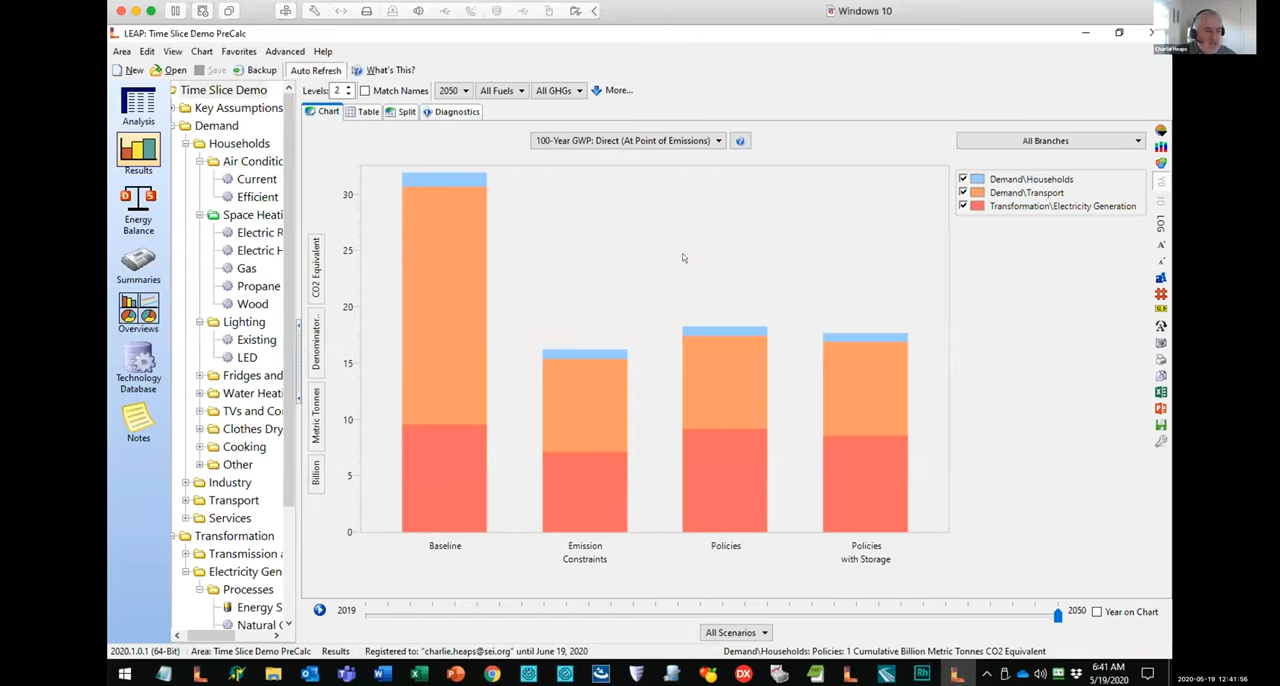 Windows 10
LEAP: Time Slice Demo PreCalc
Charlie Heaps
Area Edit View Chart Favorites Advanced Help
New Open Save Backup Auto Refresh What's This?
Time Slice Demo
Key Assumptions
Demand
Households
Air Conditic
Current
Efficient
Space Heati
Electric R
Electric H
Gas
Propane
Wood
Lighting
Existing
LED
Fridges and
Water Heati
TVs and Co
Clothes Dry
Cooking
Other
Industry
Transport
Services
Transformation
Transmission a
Electricity Gen
Processes
Energy S
Natural C
Analysis
Results
Energy
Balance
Summaries
Overviews
Technology
Database
Notes
Levels: 2 Match Names 2050 All Fuels All GHGs More...
Chart Table Split Diagnostics
100-Year GWP: Direct (At Point of Emissions)
All Branches
Demand\Households
Demand\Transport
Transformation\Electricity Generation
LOG
CO2 Equivalent
Denominator..
Metric Tonnes
Billion
30
25
20
15
10
5
0
Baseline
Emission
Constraints
Policies
Policies
with Storage
2019
2050 Year on Chart
All Scenarios
2020.1.0.1 (64-Bit) Area: Time Slice Demo PreCalc Results Registered to: "charlie.heaps@sei.org" until June 19, 2020 Demand\Households: Policies: 1 Cumulative Billion Metric Tonnes CO2 Equivalent
6:41 AM
5/19/2020
2020-05-19 12:41:56